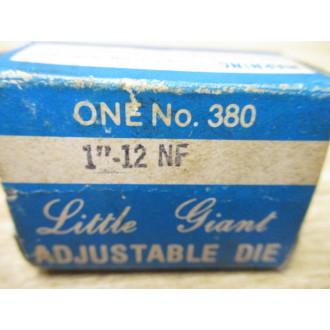 ONE No. 380
1"-12 NF
Little Giant
ADJUSTABLE DIE